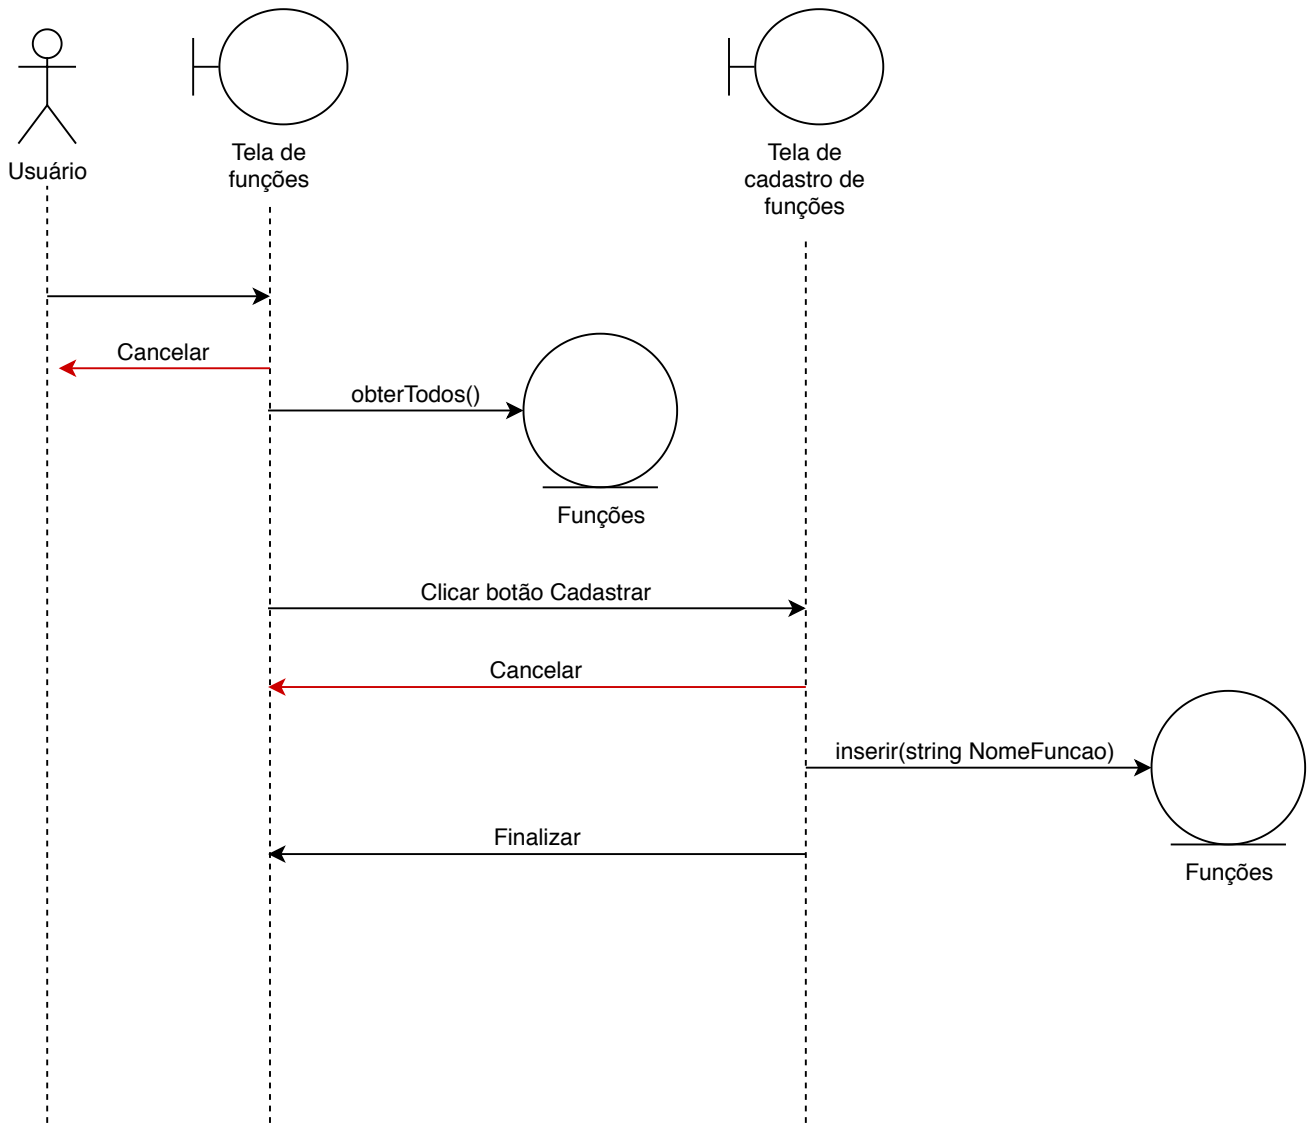 Usuário
Tela de
funções
Tela de
cadastro de
funções
Cancelar
obterTodos()
Funções
Clicar botão Cadastrar
Cancelar
inserir(string NomeFuncao)
Finalizar
Funções